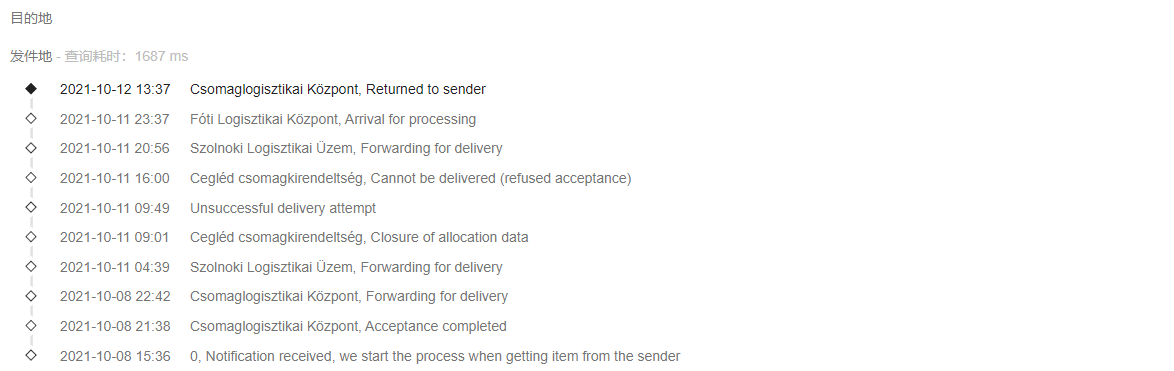 目的地
发件地 - 查询耗时：1687 ms
2021-10-12 13:37 Csomaglogisztikai Központ, Returned to sender
2021-10-11 23:37 Fóti Logisztikai Központ, Arrival for processing
2021-10-11 20:56 Szolnoki Logisztikai Üzem, Forwarding for delivery
2021-10-11 16:00 Cegléd csomagkirendeltség, Cannot be delivered (refused acceptance)
2021-10-11 09:49 Unsuccessful delivery attempt
2021-10-11 09:01 Cegléd csomagkirendeltség, Closure of allocation data
2021-10-11 04:39 Szolnoki Logisztikai Üzem, Forwarding for delivery
2021-10-08 22:42 Csomaglogisztikai Központ, Forwarding for delivery
2021-10-08 21:38 Csomaglogisztikai Központ, Acceptance completed
2021-10-08 15:36 0, Notification received, we start the process when getting item from the sender